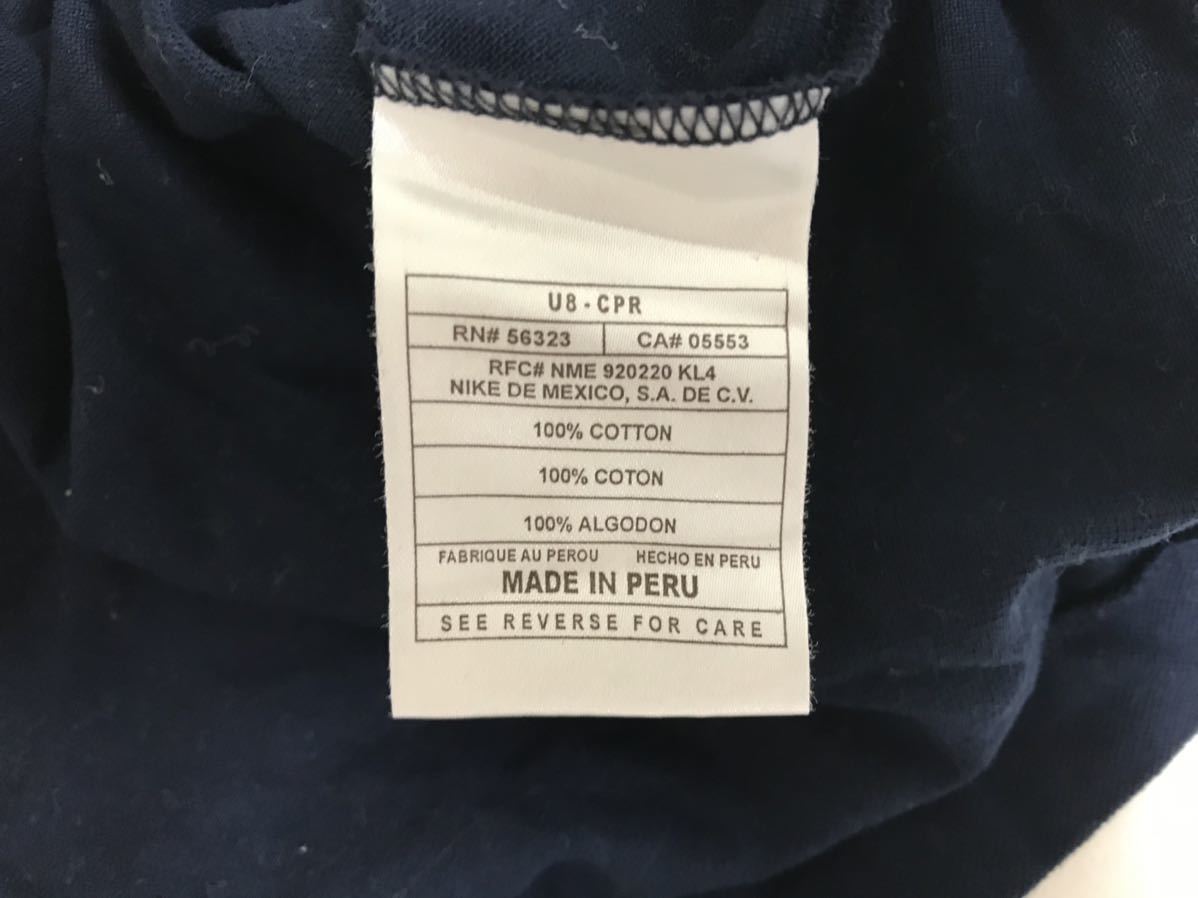 U8 - CPR
RN# 56323 CA# 05553
RFC# NME 920220 KL4
NIKE DE MEXICO, S.A. DE C.V.
100% COTTON
100% COTON
100% ALGODON
FABRIQUE AU PEROU HECHO EN PERU
MADE IN PERU
SEE REVERSE FOR CARE